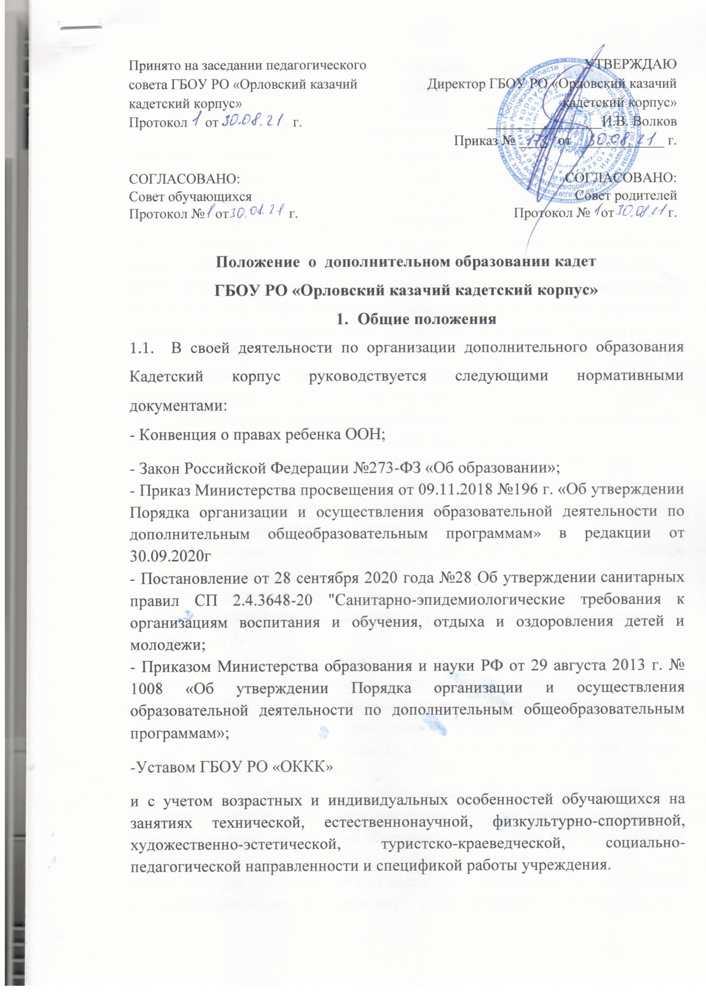 Принято на заседании педагогического
совета ГБОУ РО «Орловский казачий
кадетский корпус»
Протокол 1 от 30.08.21 г.
УТВЕРЖДАЮ
Директор ГБОУ РО «Орловский казачий
кадетский корпус»
И.В. Волков
Приказ № от 30.08.21 г.
СОГЛАСОВАНО:
Совет обучающихся
Протокол №1 от 30.08.21 г.
СОГЛАСОВАНО:
Совет родителей
Протокол № 1 от 30.08.21 г.
Положение о дополнительном образовании кадет
ГБОУ РО «Орловский казачий кадетский корпус»
1. Общие положения
1.1. В своей деятельности по организации дополнительного образования
Кадетский корпус руководствуется следующими нормативными
документами:
- Конвенция о правах ребенка ООН;
- Закон Российской Федерации №273-ФЗ «Об образовании»;
- Приказ Министерства просвещения от 09.11.2018 №196 г. «Об утверждении
Порядка организации и осуществления образовательной деятельности по
дополнительным общеобразовательным программам» в редакции от
30.09.2020г
- Постановление от 28 сентября 2020 года №28 Об утверждении санитарных
правил СП 2.4.3648-20 "Санитарно-эпидемиологические требования к
организациям воспитания и обучения, отдыха и оздоровления детей и
молодежи;
- Приказом Министерства образования и науки РФ от 29 августа 2013 г. №
1008 «Об утверждении Порядка организации и осуществления
образовательной деятельности по дополнительным общеобразовательным
программам»;
-Уставом ГБОУ РО «ОККК»
и с учетом возрастных и индивидуальных особенностей обучающихся на
занятиях технической, естественнонаучной, физкультурно-спортивной,
художественно-эстетической, туристско-краеведческой, социально-
педагогической направленности и спецификой работы учреждения.